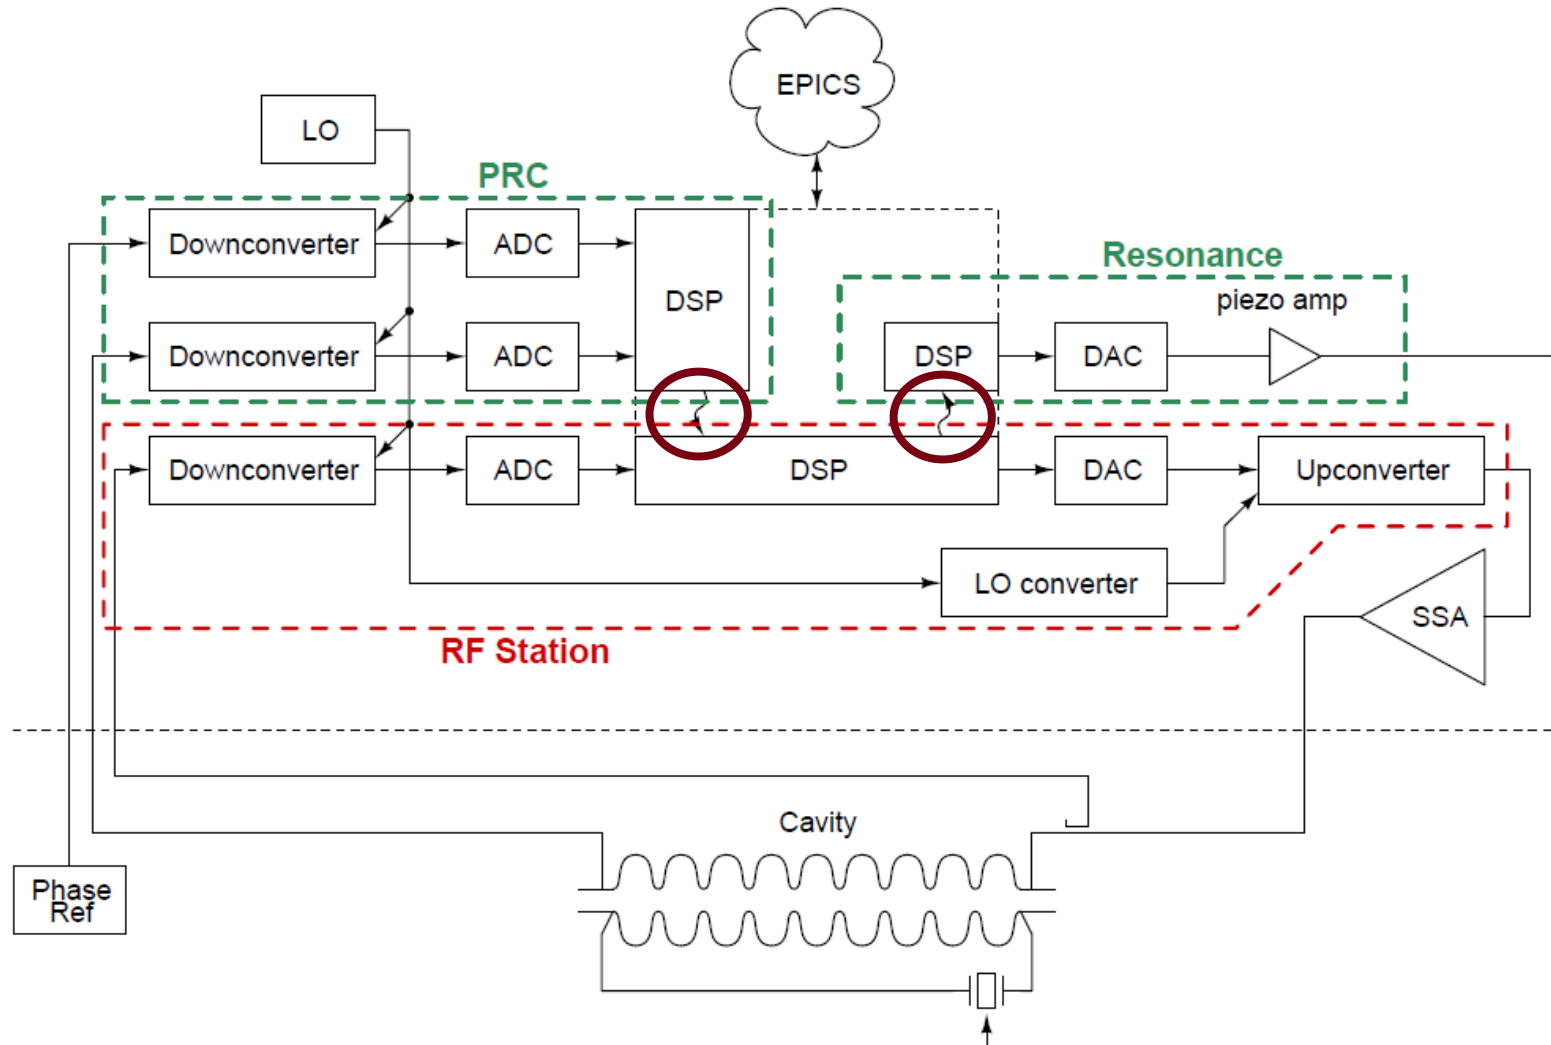 EPICS
LO
PRC
Downconverter
ADC
DSP
Resonance
piezo amp
Downconverter
ADC
DSP
DAC
Downconverter
ADC
DSP
DAC
Upconverter
LO converter
SSA
RF Station
Cavity
Phase
Ref